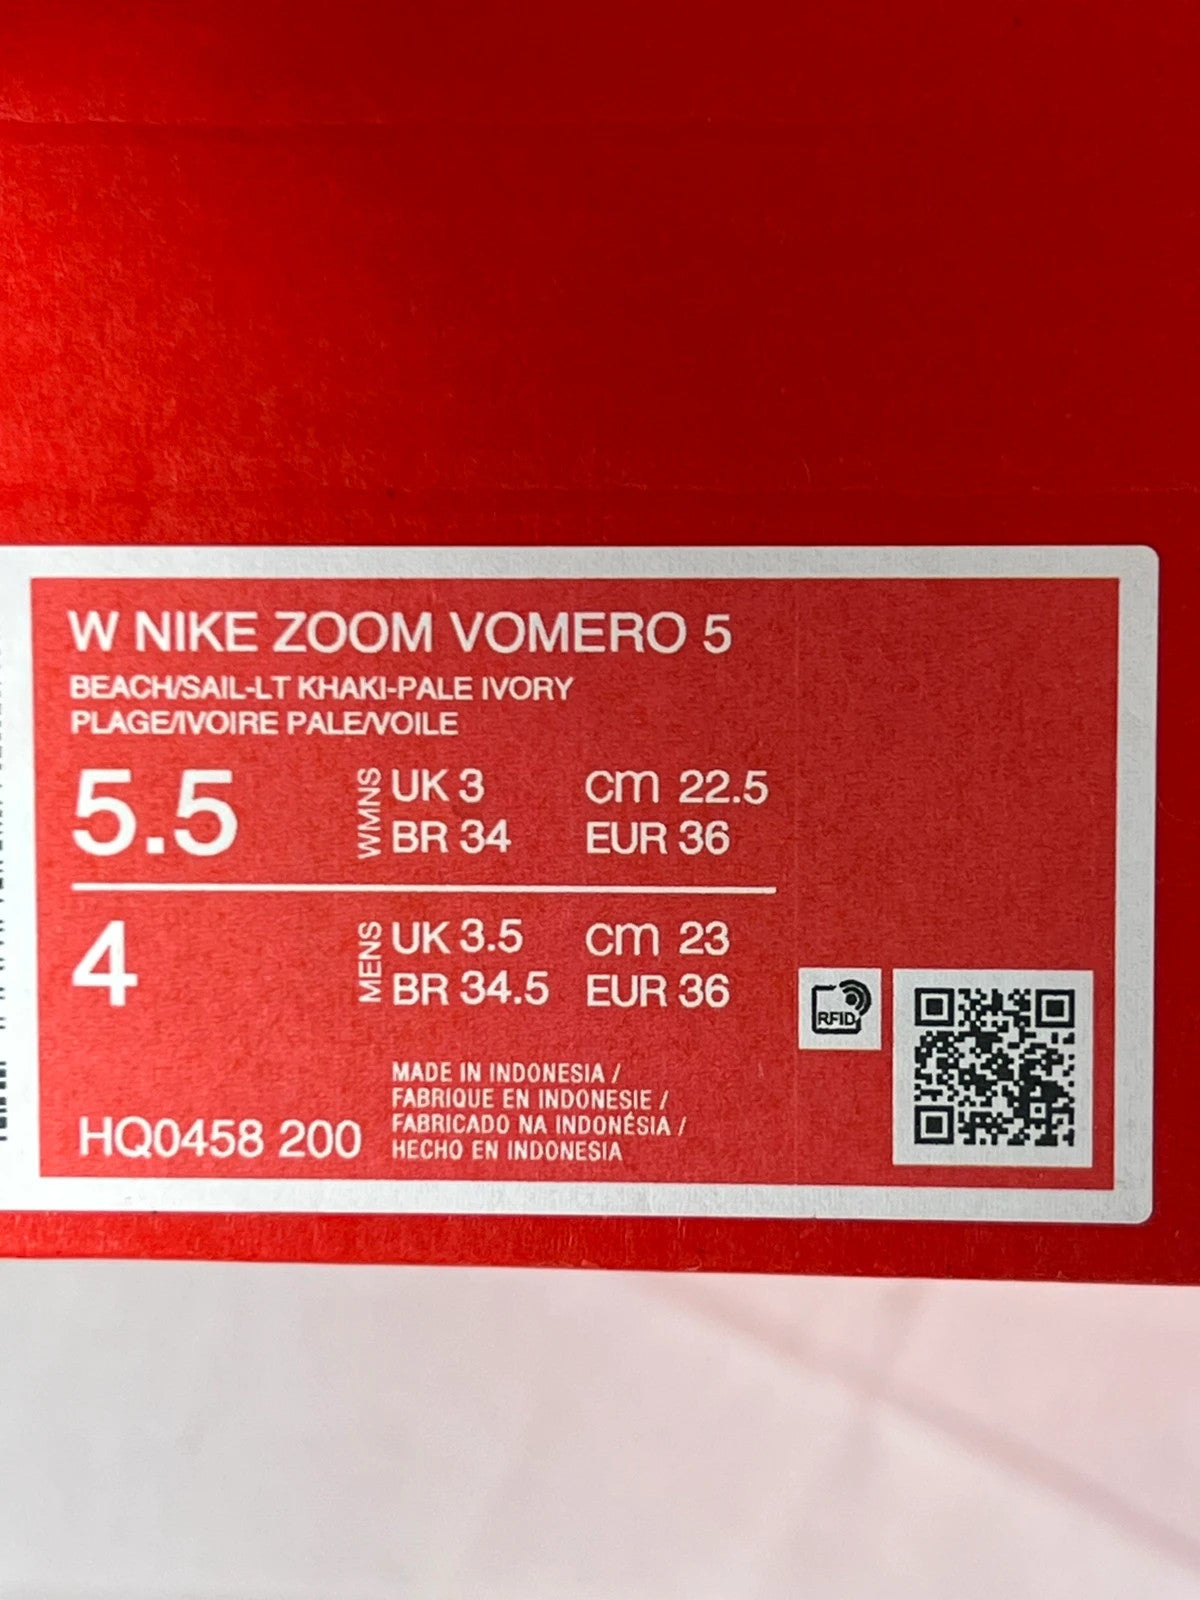 W NIKE ZOOM VOMERO 5
BEACH/SAIL-LT KHAKI-PALE IVORY
PLAGE/IVOIRE PALE/VOILE
5.5 WMNS UK 3 cm 22.5
BR 34 EUR 36
4 MENS UK 3.5 cm 23
BR 34.5 EUR 36
RFID
MADE IN INDONESIA /
FABRIQUE EN INDONESIE /
FABRICADO NA INDONÉSIA /
HECHO EN INDONESIA
HQ0458 200